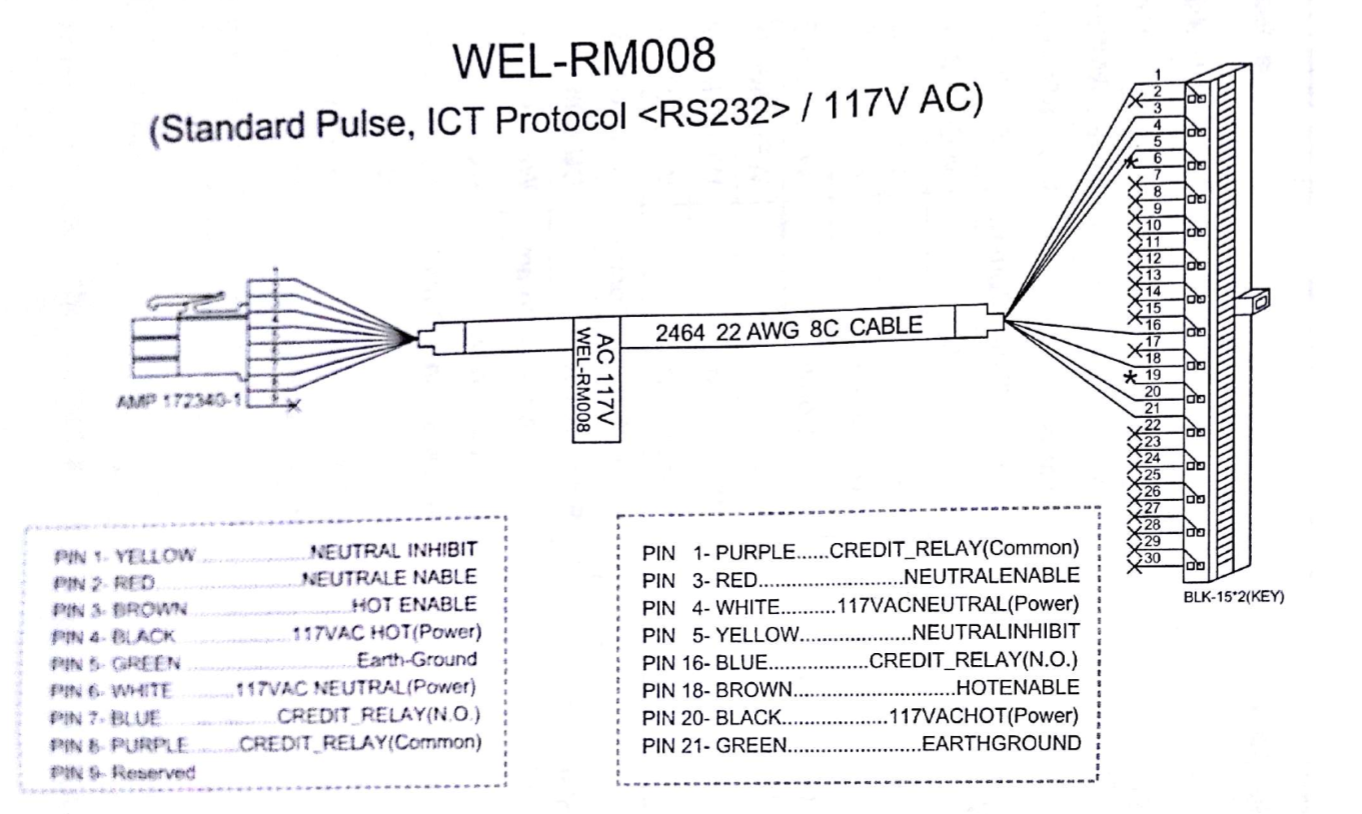 WEL-RM008
(Standard Pulse, ICT Protocol <RS232> / 117V AC)
1
2
3
4
5
6
7
8
9
10
11
12
13
14
15
16
17
18
19
20
21
22
23
24
25
26
27
28
29
30
BLK-15*2(KEY)
2464 22 AWG 8C CABLE
AC 117V
WEL-RM008
AMP 172340-1
PIN 1- YELLOW....................NEUTRAL INHIBIT
PIN 2- RED.........................NEUTRALE NABLE
PIN 3- BROWN.............................HOT ENABLE
PIN 4- BLACK....................117VAC HOT(Power)
PIN 5- GREEN..............................Earth-Ground
PIN 6- WHITE...........117VAC NEUTRAL(Power)
PIN 7- BLUE..................CREDIT_RELAY(N.O.)
PIN 8- PURPLE.........CREDIT_RELAY(Common)
PIN 9- Reserved
PIN 1- PURPLE......CREDIT_RELAY(Common)
PIN 3- RED..........................NEUTRALENABLE
PIN 4- WHITE..........117VACNEUTRAL(Power)
PIN 5- YELLOW....................NEUTRALINHIBIT
PIN 16- BLUE..................CREDIT_RELAY(N.O.)
PIN 18- BROWN.............................HOTENABLE
PIN 20- BLACK...................117VACHOT(Power)
PIN 21- GREEN........................EARTHGROUND